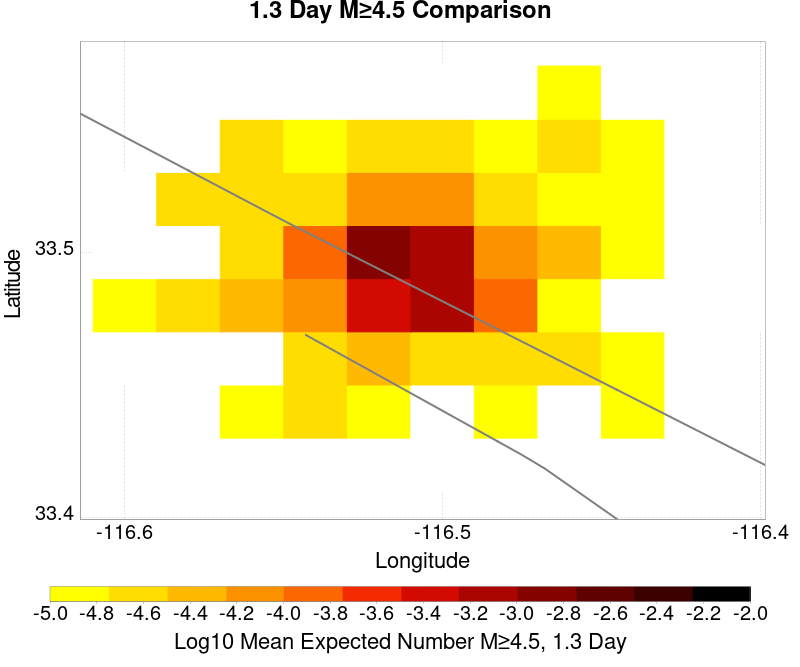 1.3 Day M≥4.5 Comparison
Latitude
33.5
33.4
-116.6 -116.5 -116.4
Longitude
-5.0 -4.8 -4.6 -4.4 -4.2 -4.0 -3.8 -3.6 -3.4 -3.2 -3.0 -2.8 -2.6 -2.4 -2.2 -2.0
Log10 Mean Expected Number M≥4.5, 1.3 Day